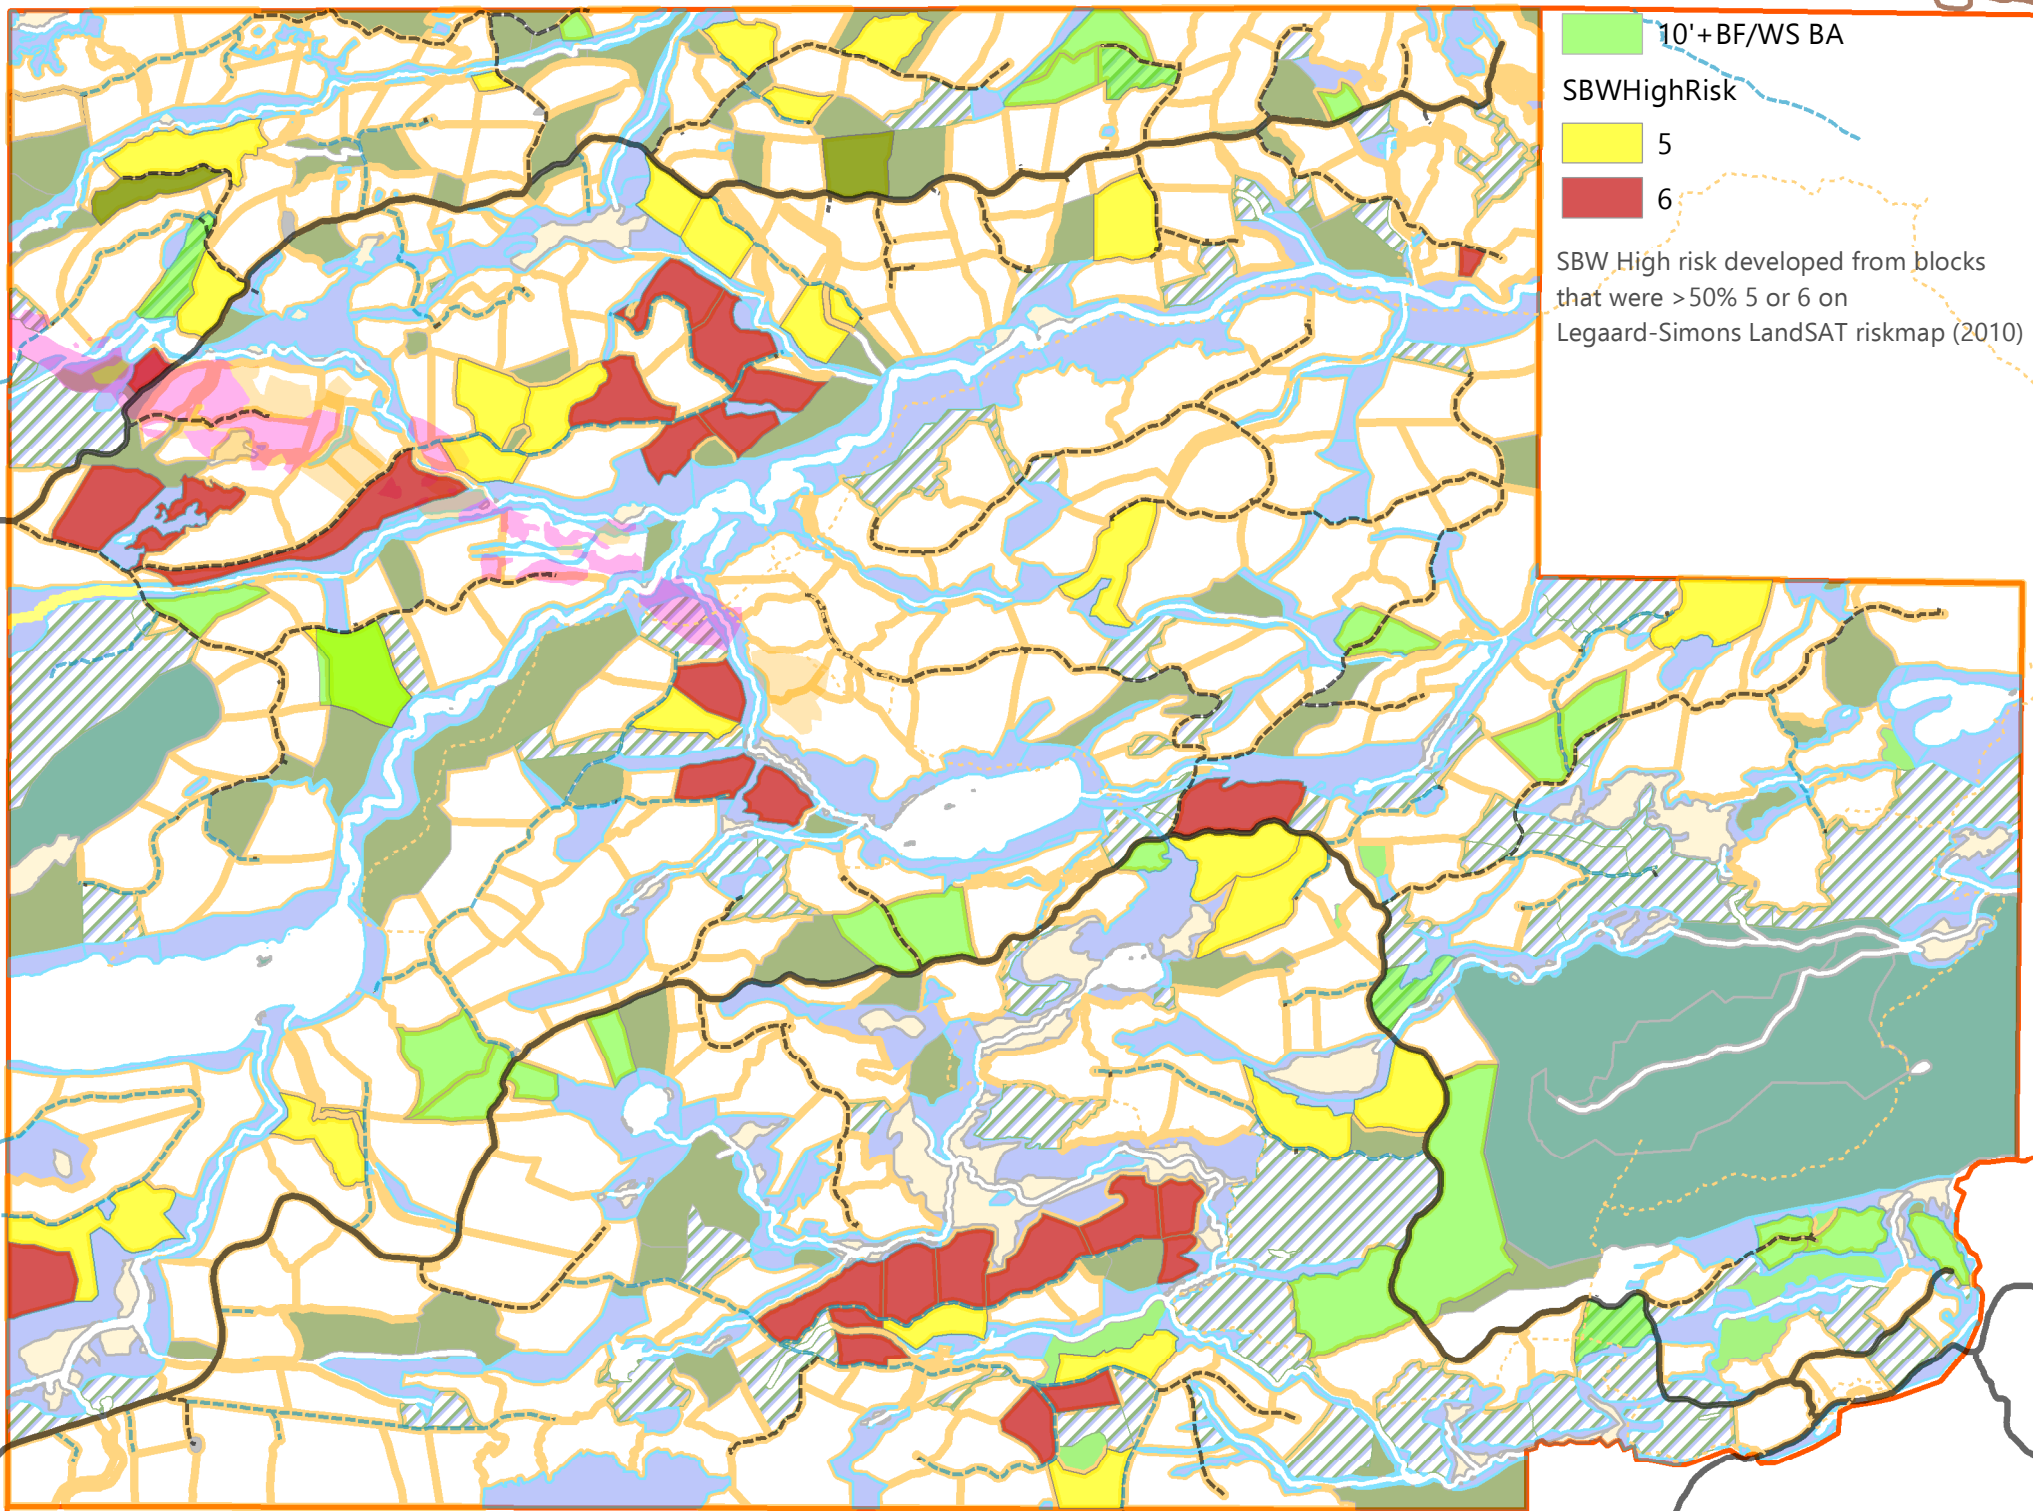 10'+BF/WS BA
SBWHighRisk
5
6
SBW High risk developed from blocks
that were >50% 5 or 6 on
Legaard-Simons LandSAT riskmap (2010)